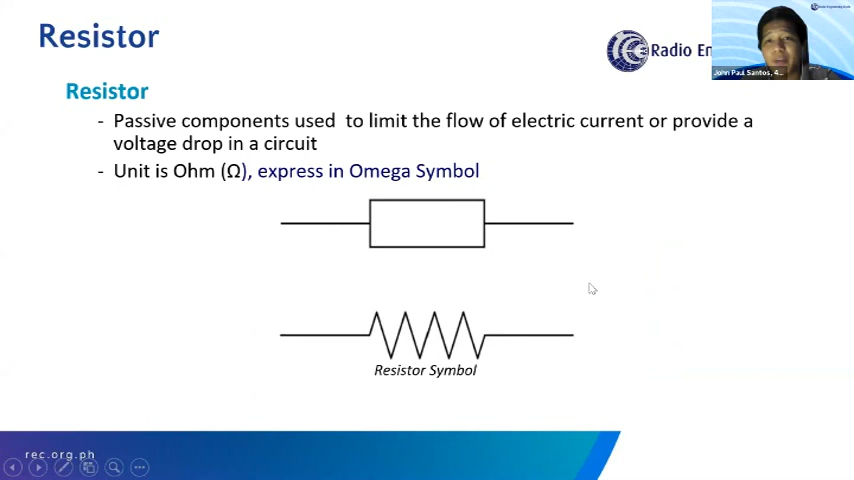 Resistor
Radio En
John Paul Santos, 4...
Resistor
- Passive components used to limit the flow of electric current or provide a
voltage drop in a circuit
- Unit is Ohm (Ω), express in Omega Symbol
Resistor Symbol
rec.org.ph